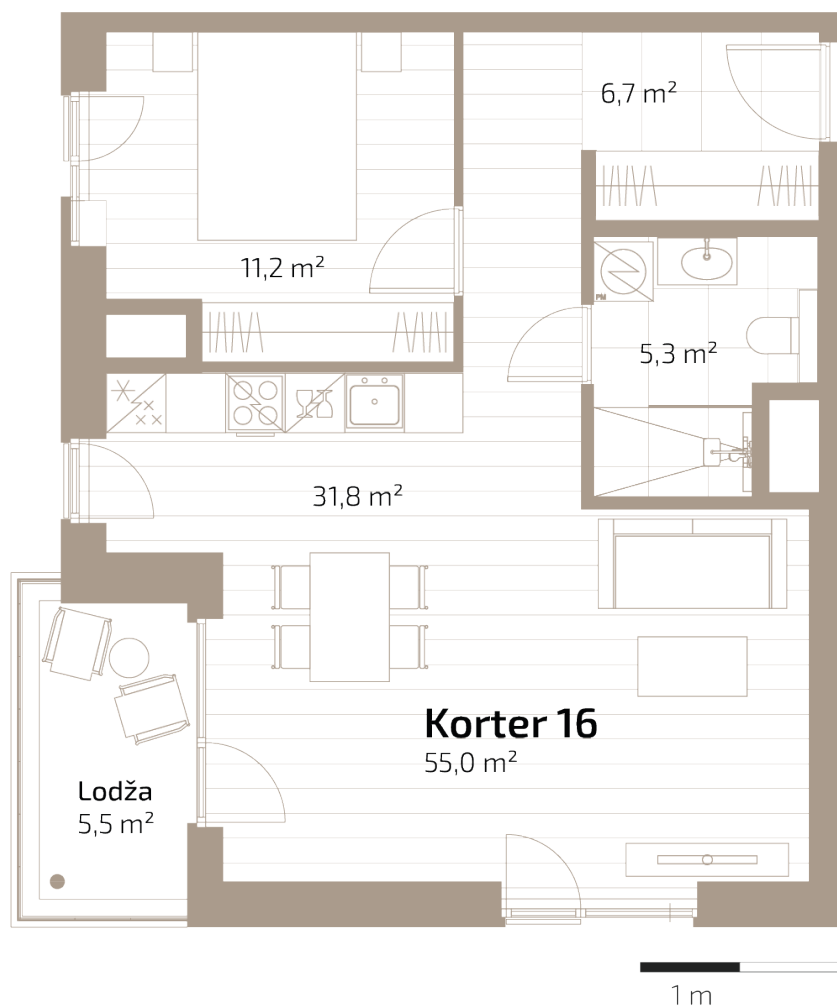 6,7 m²
11,2 m²
PM
5,3 m²
31,8 m²
Korter 16
55,0 m²
Lodža
5,5 m²
1 m